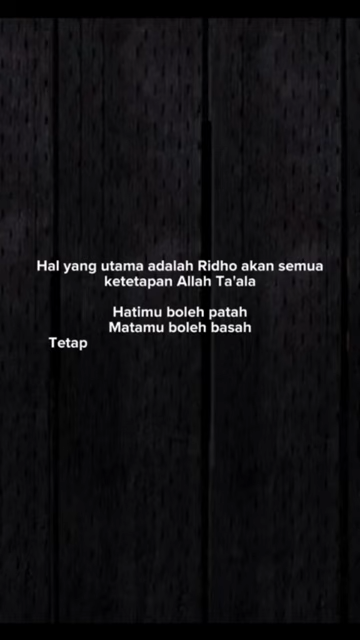 Hal yang utama adalah Ridho akan semua
ketetapan Allah Ta'ala
Hatimu boleh patah
Matamu boleh basah
Tetap